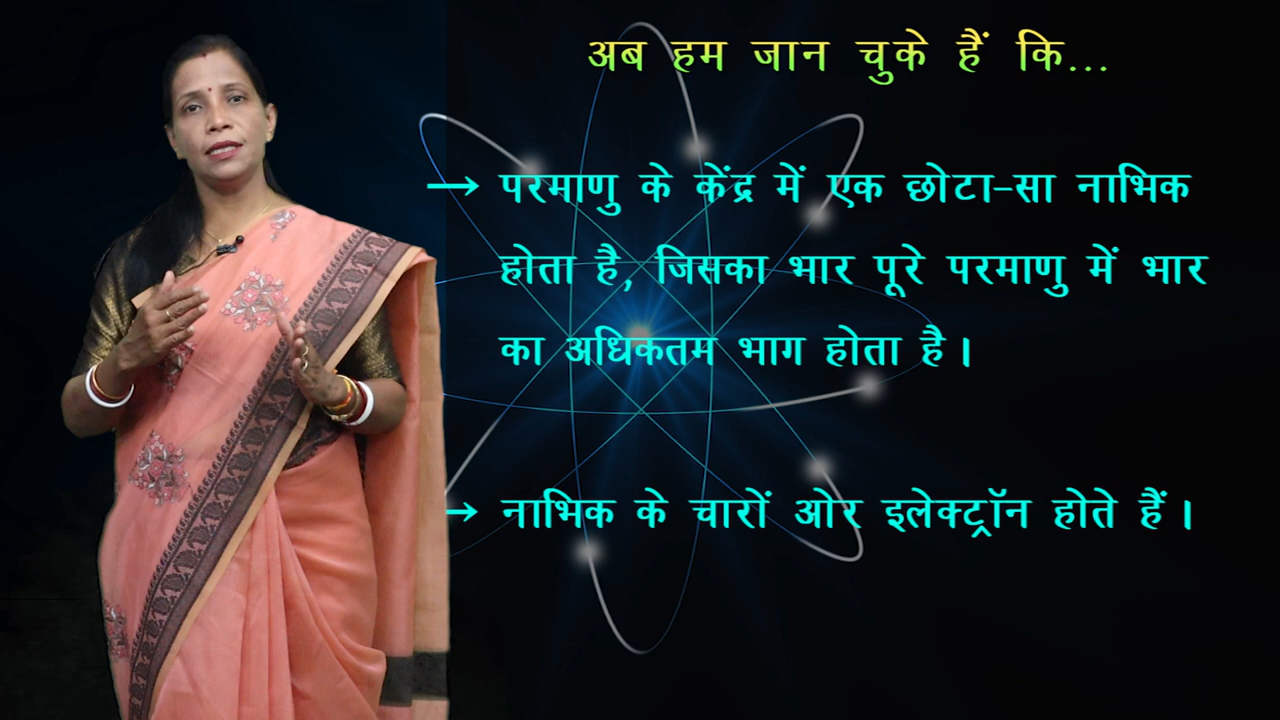 अब हम जान चुके हैं कि...
→ परमाणु के केंद्र में एक छोटा-सा नाभिक
होता है, जिसका भार पूरे परमाणु में भार
का अधिकतम भाग होता है।
→ नाभिक के चारों ओर इलेक्ट्रॉन होते हैं।